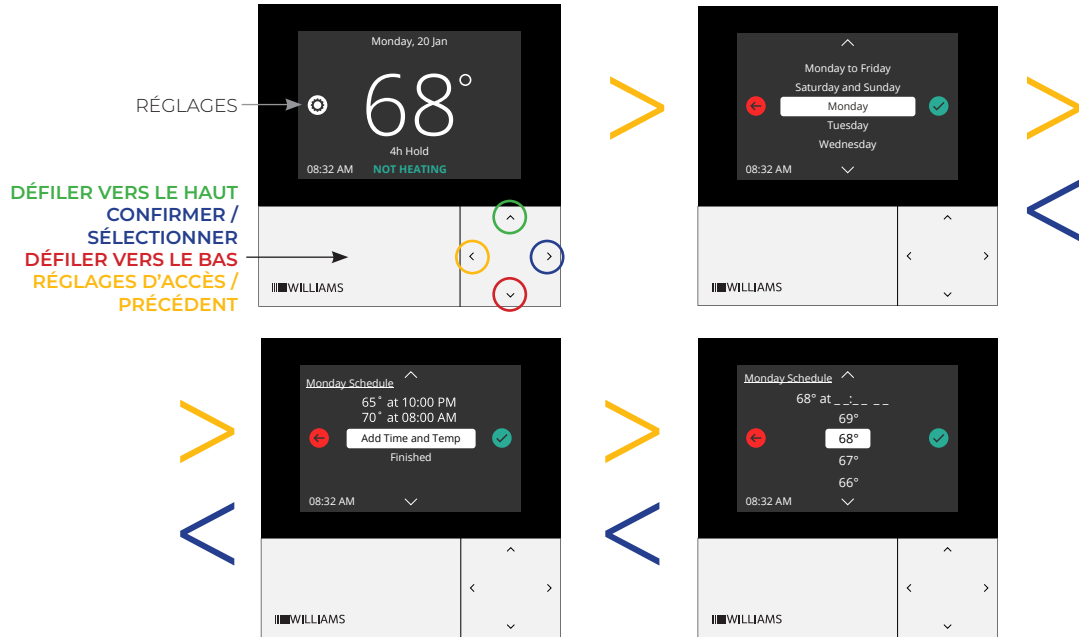 RÉGLAGES
DÉFILER VERS LE HAUT
CONFIRMER /
SÉLECTIONNER
DÉFILER VERS LE BAS
RÉGLAGES D’ACCÈS /
PRÉCÉDENT
Monday, 20 Jan
68°
4h Hold
08:32 AM NOT HEATING
WILLIAMS
Monday to Friday
Saturday and Sunday
Monday
Tuesday
Wednesday
08:32 AM
WILLIAMS
Monday Schedule
65° at 10:00 PM
70° at 08:00 AM
Add Time and Temp
Finished
08:32 AM
WILLIAMS
Monday Schedule
68° at _ _:_ _ _ _
69°
68°
67°
66°
08:32 AM
WILLIAMS